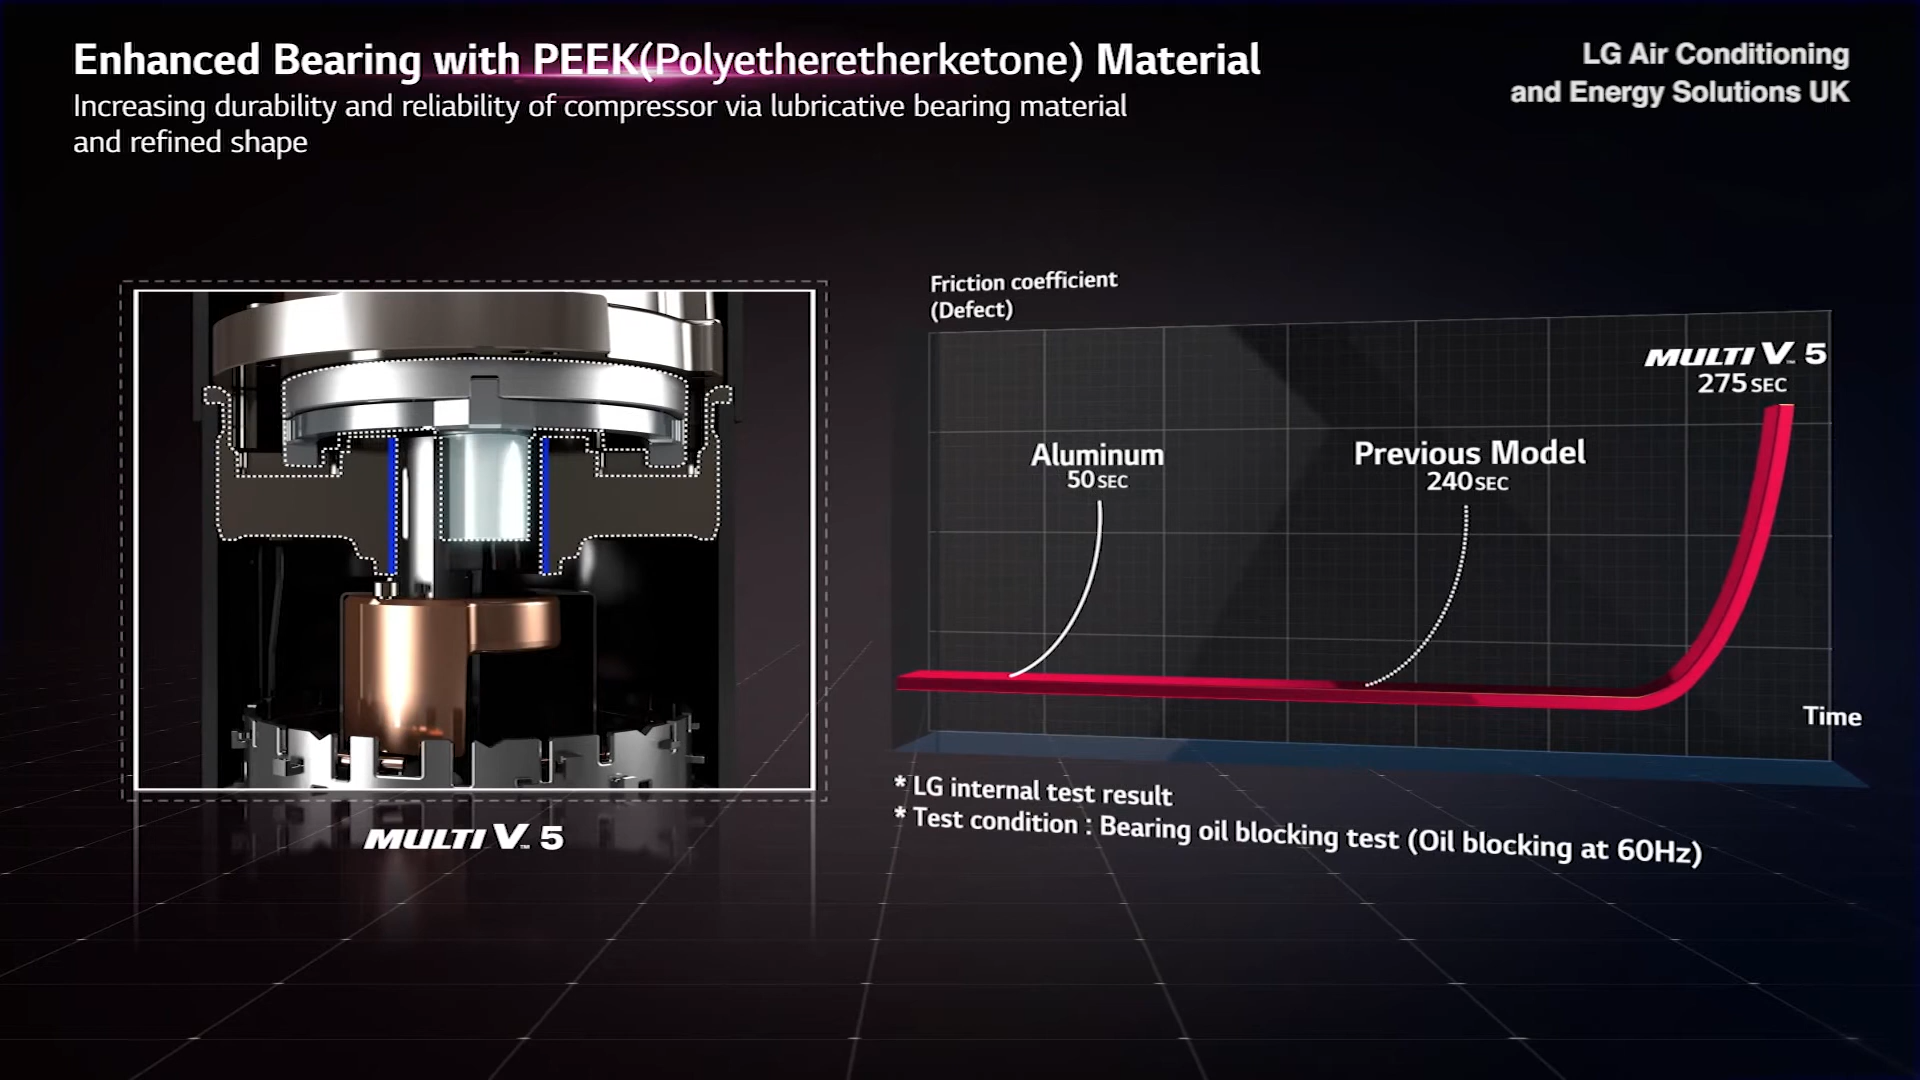 Enhanced Bearing with PEEK(Polyetheretherketone) Material
Increasing durability and reliability of compressor via lubricative bearing material
and refined shape
LG Air Conditioning
and Energy Solutions UK
Friction coefficient
(Defect)
MULTI V™ 5
275 SEC
Aluminum
50 SEC
Previous Model
240 SEC
Time
* LG internal test result
* Test condition : Bearing oil blocking test (Oil blocking at 60Hz)
MULTI V™ 5